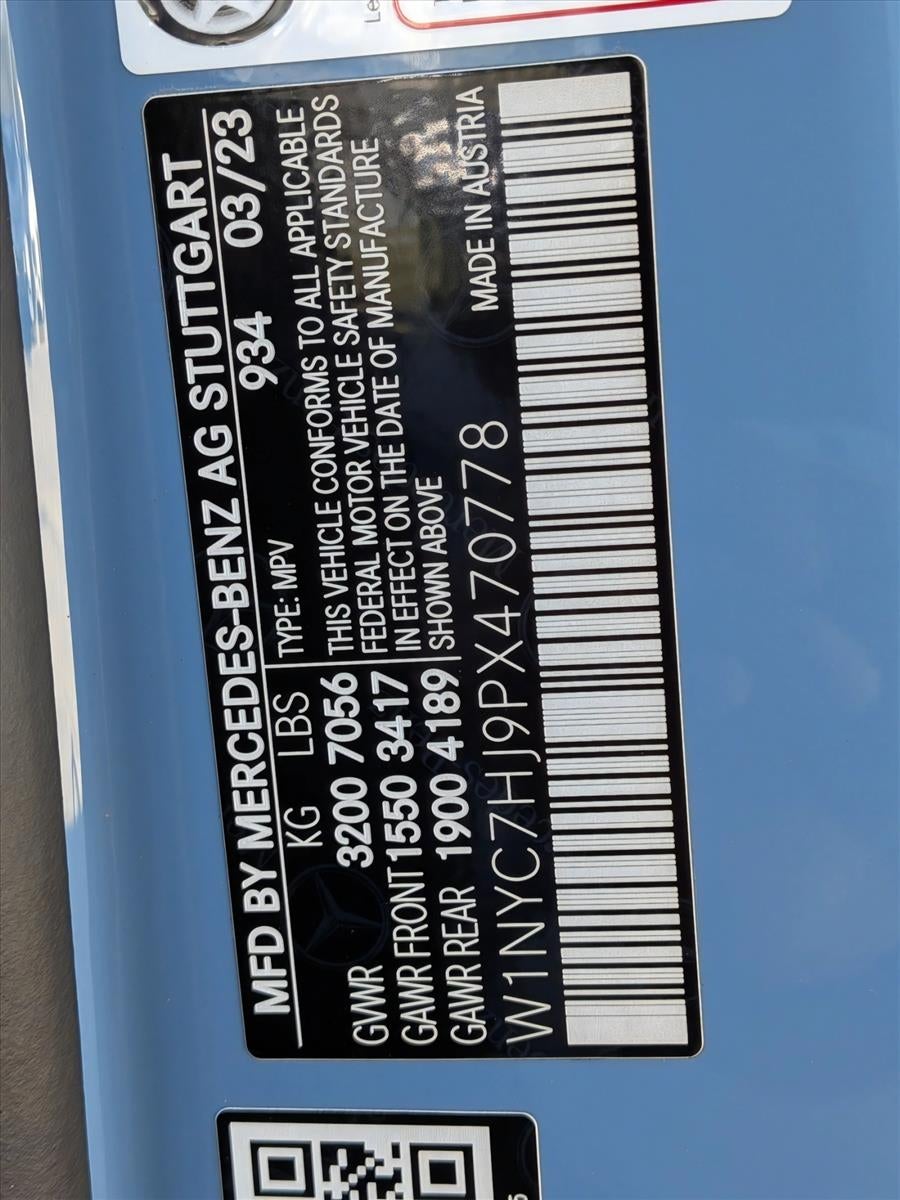 MFD BY MERCEDES-BENZ AG STUTTGART
934 03/23
KG LBS
GWR 3200 7056
GAWR FRONT 1550 3417
GAWR REAR 1900 4189
TYPE: MPV
THIS VEHICLE CONFORMS TO ALL APPLICABLE
FEDERAL MOTOR VEHICLE SAFETY STANDARDS
IN EFFECT ON THE DATE OF MANUFACTURE
SHOWN ABOVE
MADE IN AUSTRIA
W1NYC7HJ9PX470778